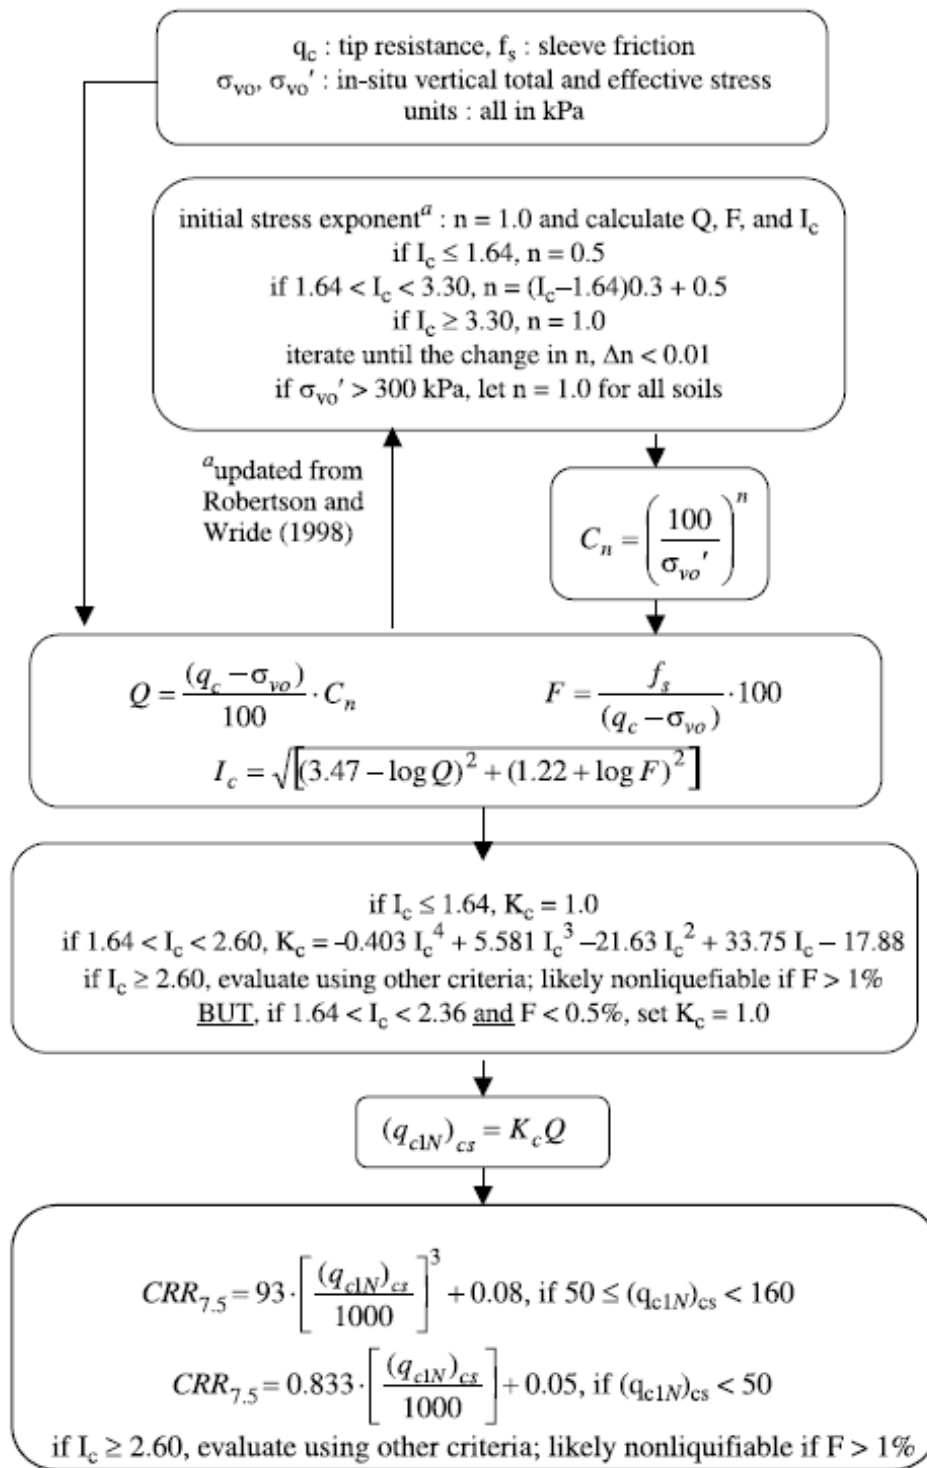 q_c : tip resistance, f_s : sleeve friction
σ_vo, σ_vo′ : in-situ vertical total and effective stress
units : all in kPa
initial stress exponent^a : n = 1.0 and calculate Q, F, and I_c
if I_c ≤ 1.64, n = 0.5
if 1.64 < I_c < 3.30, n = (I_c–1.64)0.3 + 0.5
if I_c ≥ 3.30, n = 1.0
iterate until the change in n, Δn < 0.01
if σ_vo′ > 300 kPa, let n = 1.0 for all soils
^a updated from
Robertson and
Wride (1998)
C_n = (100 / σ_vo′)^n
Q = (q_c – σ_vo) / 100 · C_n
F = f_s / (q_c – σ_vo) · 100
I_c = √[(3.47 – log Q)^2 + (1.22 + log F)^2]
if I_c ≤ 1.64, K_c = 1.0
if 1.64 < I_c < 2.60, K_c = –0.403 I_c^4 + 5.581 I_c^3 –21.63 I_c^2 + 33.75 I_c – 17.88
if I_c ≥ 2.60, evaluate using other criteria; likely nonliquefiable if F > 1%
BUT, if 1.64 < I_c < 2.36 and F < 0.5%, set K_c = 1.0
(q_c1N)_cs = K_c Q
CRR_7.5 = 93 · [(q_c1N)_cs / 1000]^3 + 0.08, if 50 ≤ (q_c1N)_cs < 160
CRR_7.5 = 0.833 · [(q_c1N)_cs / 1000] + 0.05, if (q_c1N)_cs < 50
if I_c ≥ 2.60, evaluate using other criteria; likely nonliquifiable if F > 1%